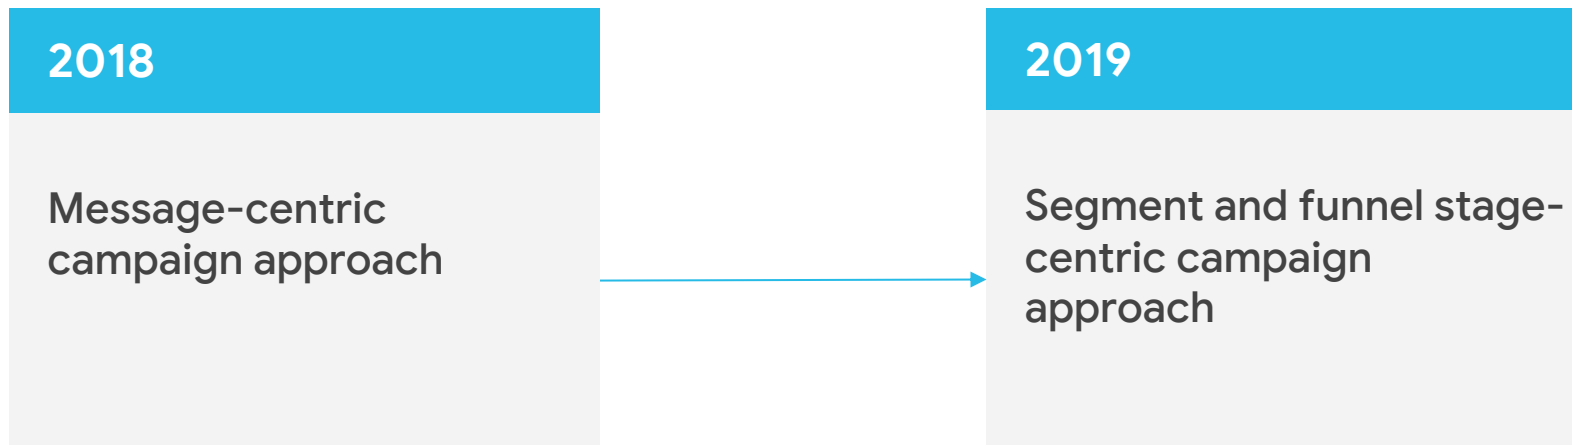 2018
Message-centric
campaign approach
2019
Segment and funnel stage-
centric campaign
approach